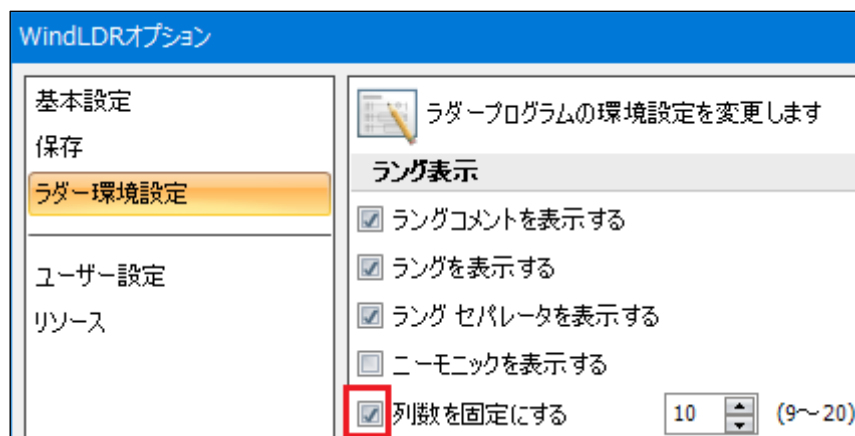 WindLDRオプション
基本設定
保存
ラダー環境設定
ユーザー設定
リソース
ラダープログラムの環境設定を変更します
ラング表示
ラングコメントを表示する
ラングを表示する
ラング セパレータを表示する
ニーモニックを表示する
列数を固定にする 10 (9～20)